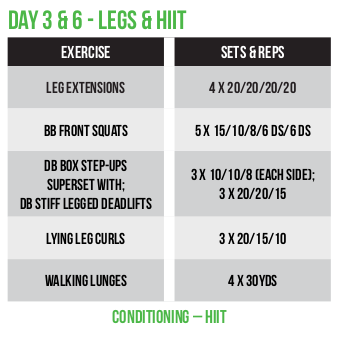 DAY 3 & 6 - LEGS & HIIT
EXERCISE
SETS & REPS
LEG EXTENSIONS
4 X 20/20/20/20
BB FRONT SQUATS
5 X 15/10/8/6 DS/6 DS
DB BOX STEP-UPS
SUPERSET WITH;
DB STIFF LEGGED DEADLIFTS
3 X 10/10/8 (EACH SIDE);
3 X 20/20/15
LYING LEG CURLS
3 X 20/15/10
WALKING LUNGES
4 X 30YDS
CONDITIONING – HIIT